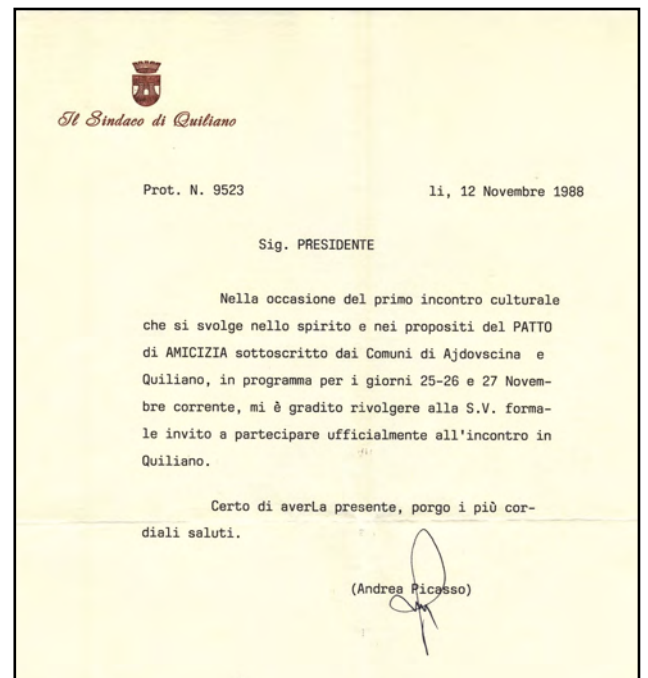 Il Sindaco di Quiliano
Prot. N. 9523 li, 12 Novembre 1988
Sig. PRESIDENTE
Nella occasione del primo incontro culturale
che si svolge nello spirito e nei propositi del PATTO
di AMICIZIA sottoscritto dai Comuni di Ajdovscina e
Quiliano, in programma per i giorni 25-26 e 27 Novem-
bre corrente, mi è gradito rivolgere alla S.V. forma-
le invito a partecipare ufficialmente all'incontro in
Quiliano.
Certo di averLa presente, porgo i più cor-
diali saluti.
(Andrea Picasso)